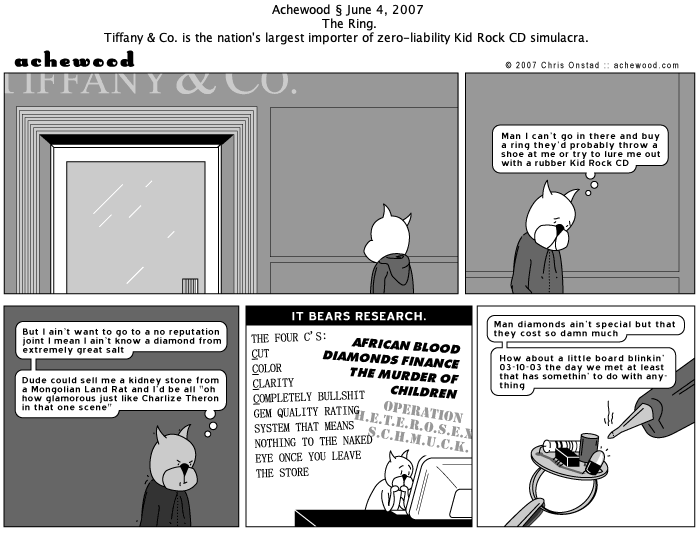 Achewood § June 4, 2007
The Ring.
Tiffany & Co. is the nation's largest importer of zero-liability Kid Rock CD simulacra.
achewood
© 2007 Chris Onstad :: achewood.com
TIFFANY & CO.
Man I can't go in there and buy
a ring they'd probably throw a
shoe at me or try to lure me out
with a rubber Kid Rock CD
But I ain't want to go to a no reputation
joint I mean I ain't know a diamond from
extremely great salt
Dude could sell me a kidney stone from
a Mongolian Land Rat and I'd be all "oh
how glamorous just like Charlize Theron
in that one scene"
IT BEARS RESEARCH.
THE FOUR C'S:
CUT
COLOR
CLARITY
COMPLETELY BULLSHIT
GEM QUALITY RATING
SYSTEM THAT MEANS
NOTHING TO THE NAKED
EYE ONCE YOU LEAVE
THE STORE
AFRICAN BLOOD
DIAMONDS FINANCE
THE MURDER OF
CHILDREN
OPERATION
H.E.T.E.R.O.S.E.X
S.C.H.M.U.C.K.
Man diamonds ain't special but that
they cost so damn much
How about a little board blinkin'
03-10-03 the day we met at least
that has somethin' to do with any-
thing